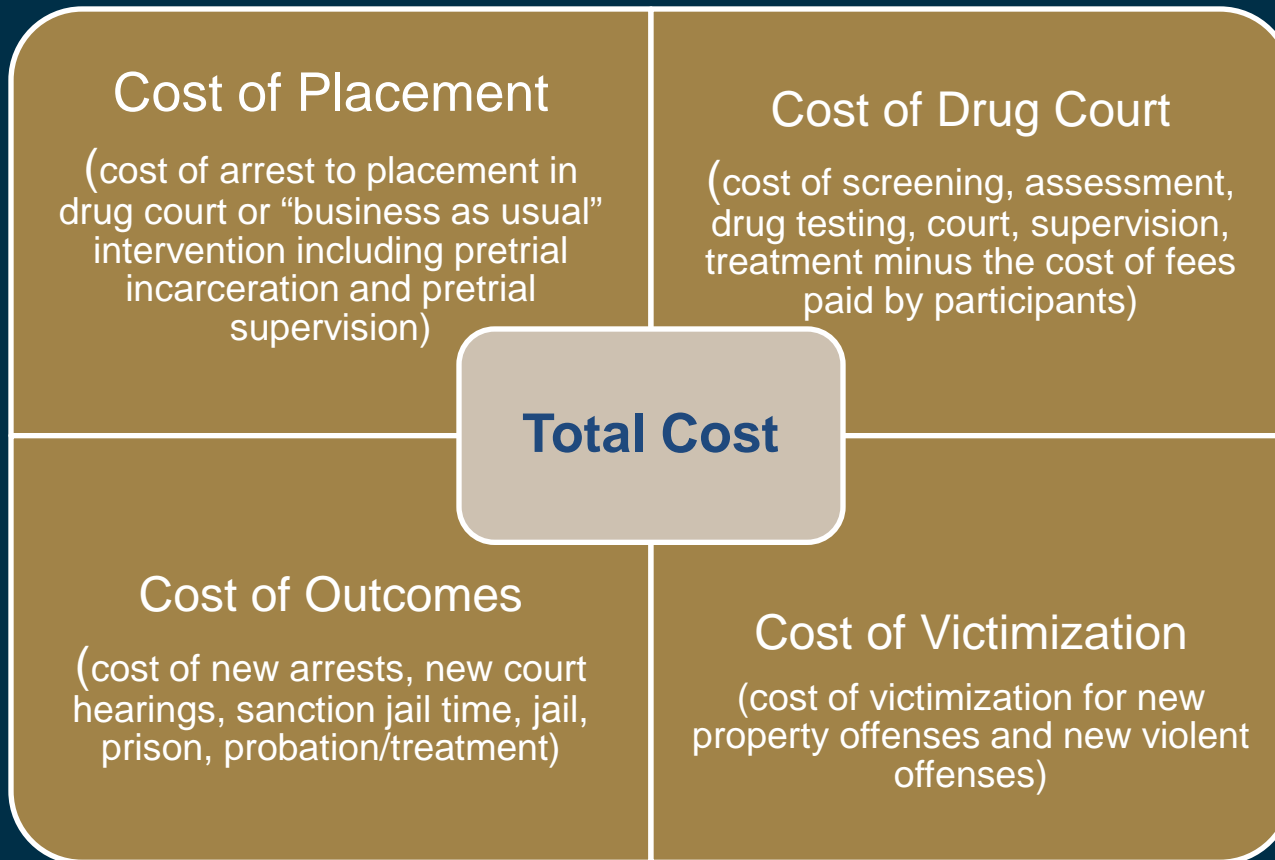 Cost of Placement
(cost of arrest to placement in
drug court or “business as usual”
intervention including pretrial
incarceration and pretrial
supervision)
Cost of Drug Court
(cost of screening, assessment,
drug testing, court, supervision,
treatment minus the cost of fees
paid by participants)
Total Cost
Cost of Outcomes
(cost of new arrests, new court
hearings, sanction jail time, jail,
prison, probation/treatment)
Cost of Victimization
(cost of victimization for new
property offenses and new violent
offenses)